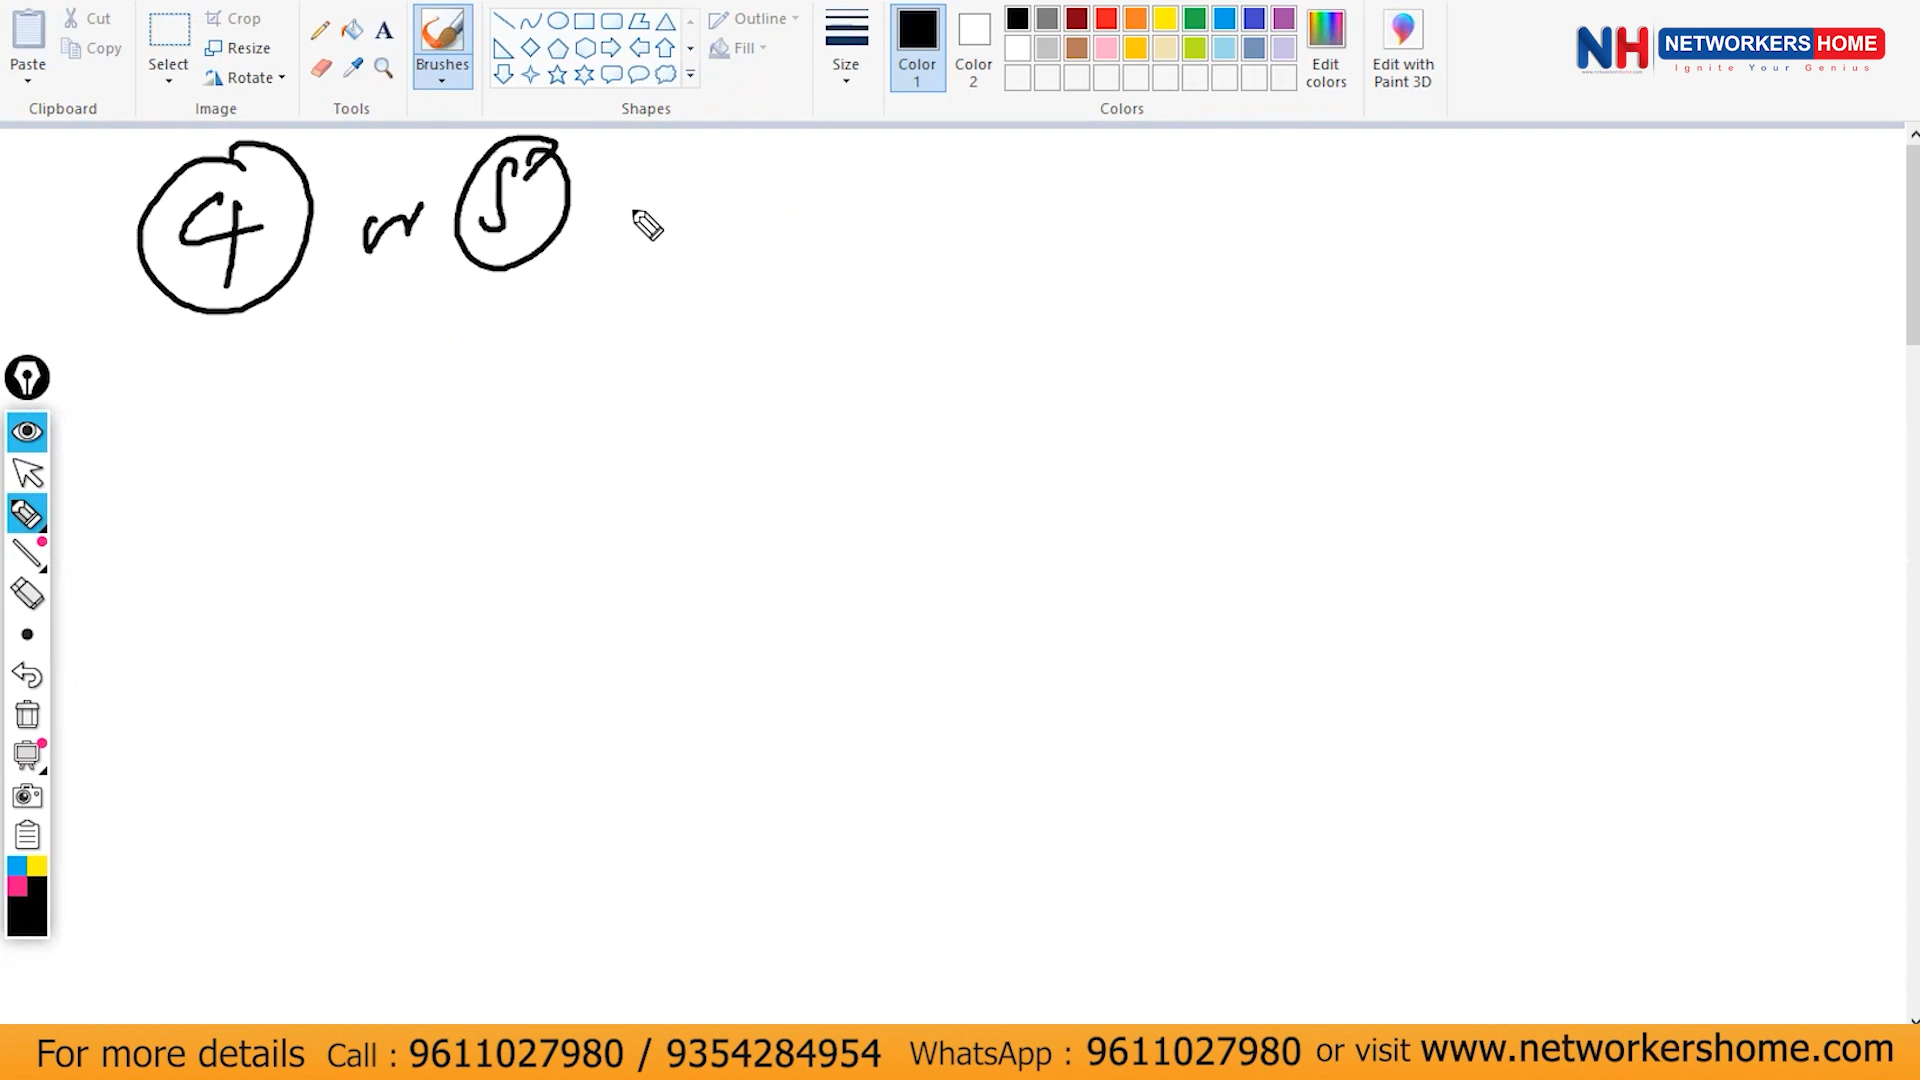 Paste
Cut
Copy
Clipboard
Select
Crop
Resize
Rotate
Image
A
Tools
Brushes
Shapes
Outline
Fill
Size
Color 1
Color 2
Colors
Edit colors
Edit with Paint 3D
NH NETWORKERS HOME
Ignite Your Genius
4 or 5
For more details Call : 9611027980 / 9354284954 WhatsApp : 9611027980 or visit www.networkershome.com